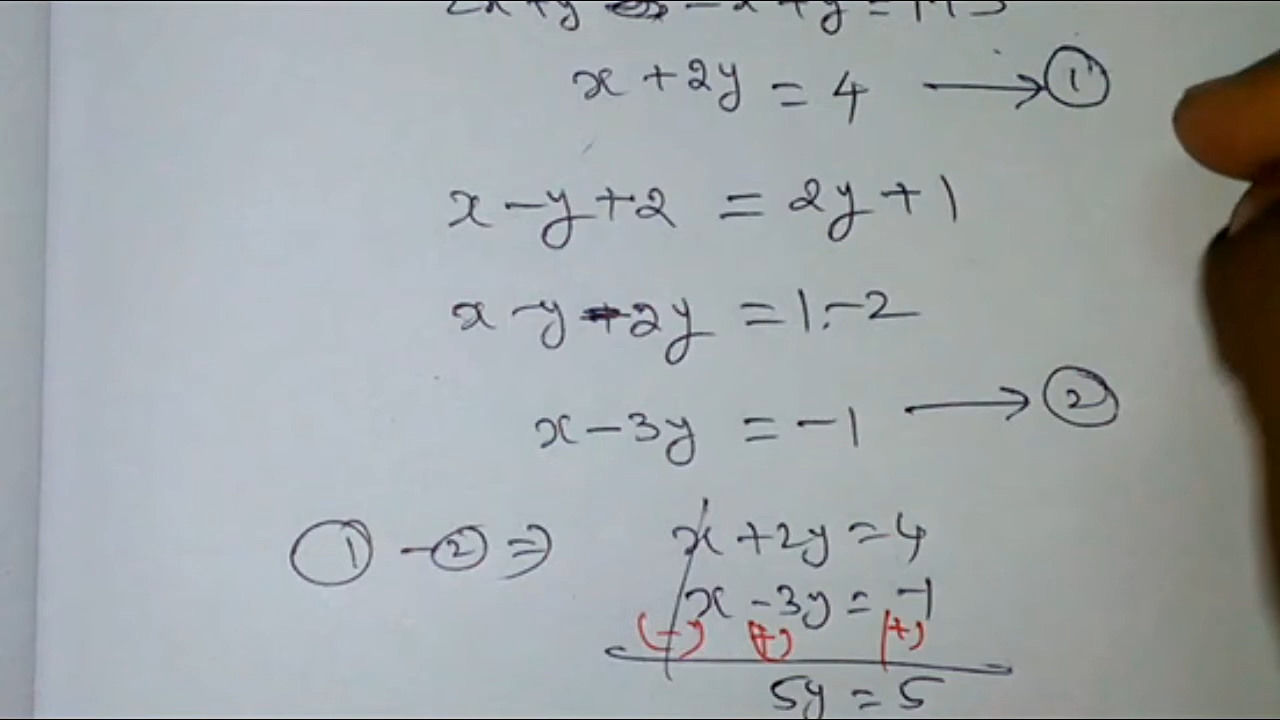 x + 2y = 4 → ①
x - y + 2 = 2y + 1
x - y - 2y = 1 - 2
x - 3y = -1 → ②
① - ② ⇒ x + 2y = 4
x - 3y = -1
(-) (+) (+)
5y = 5